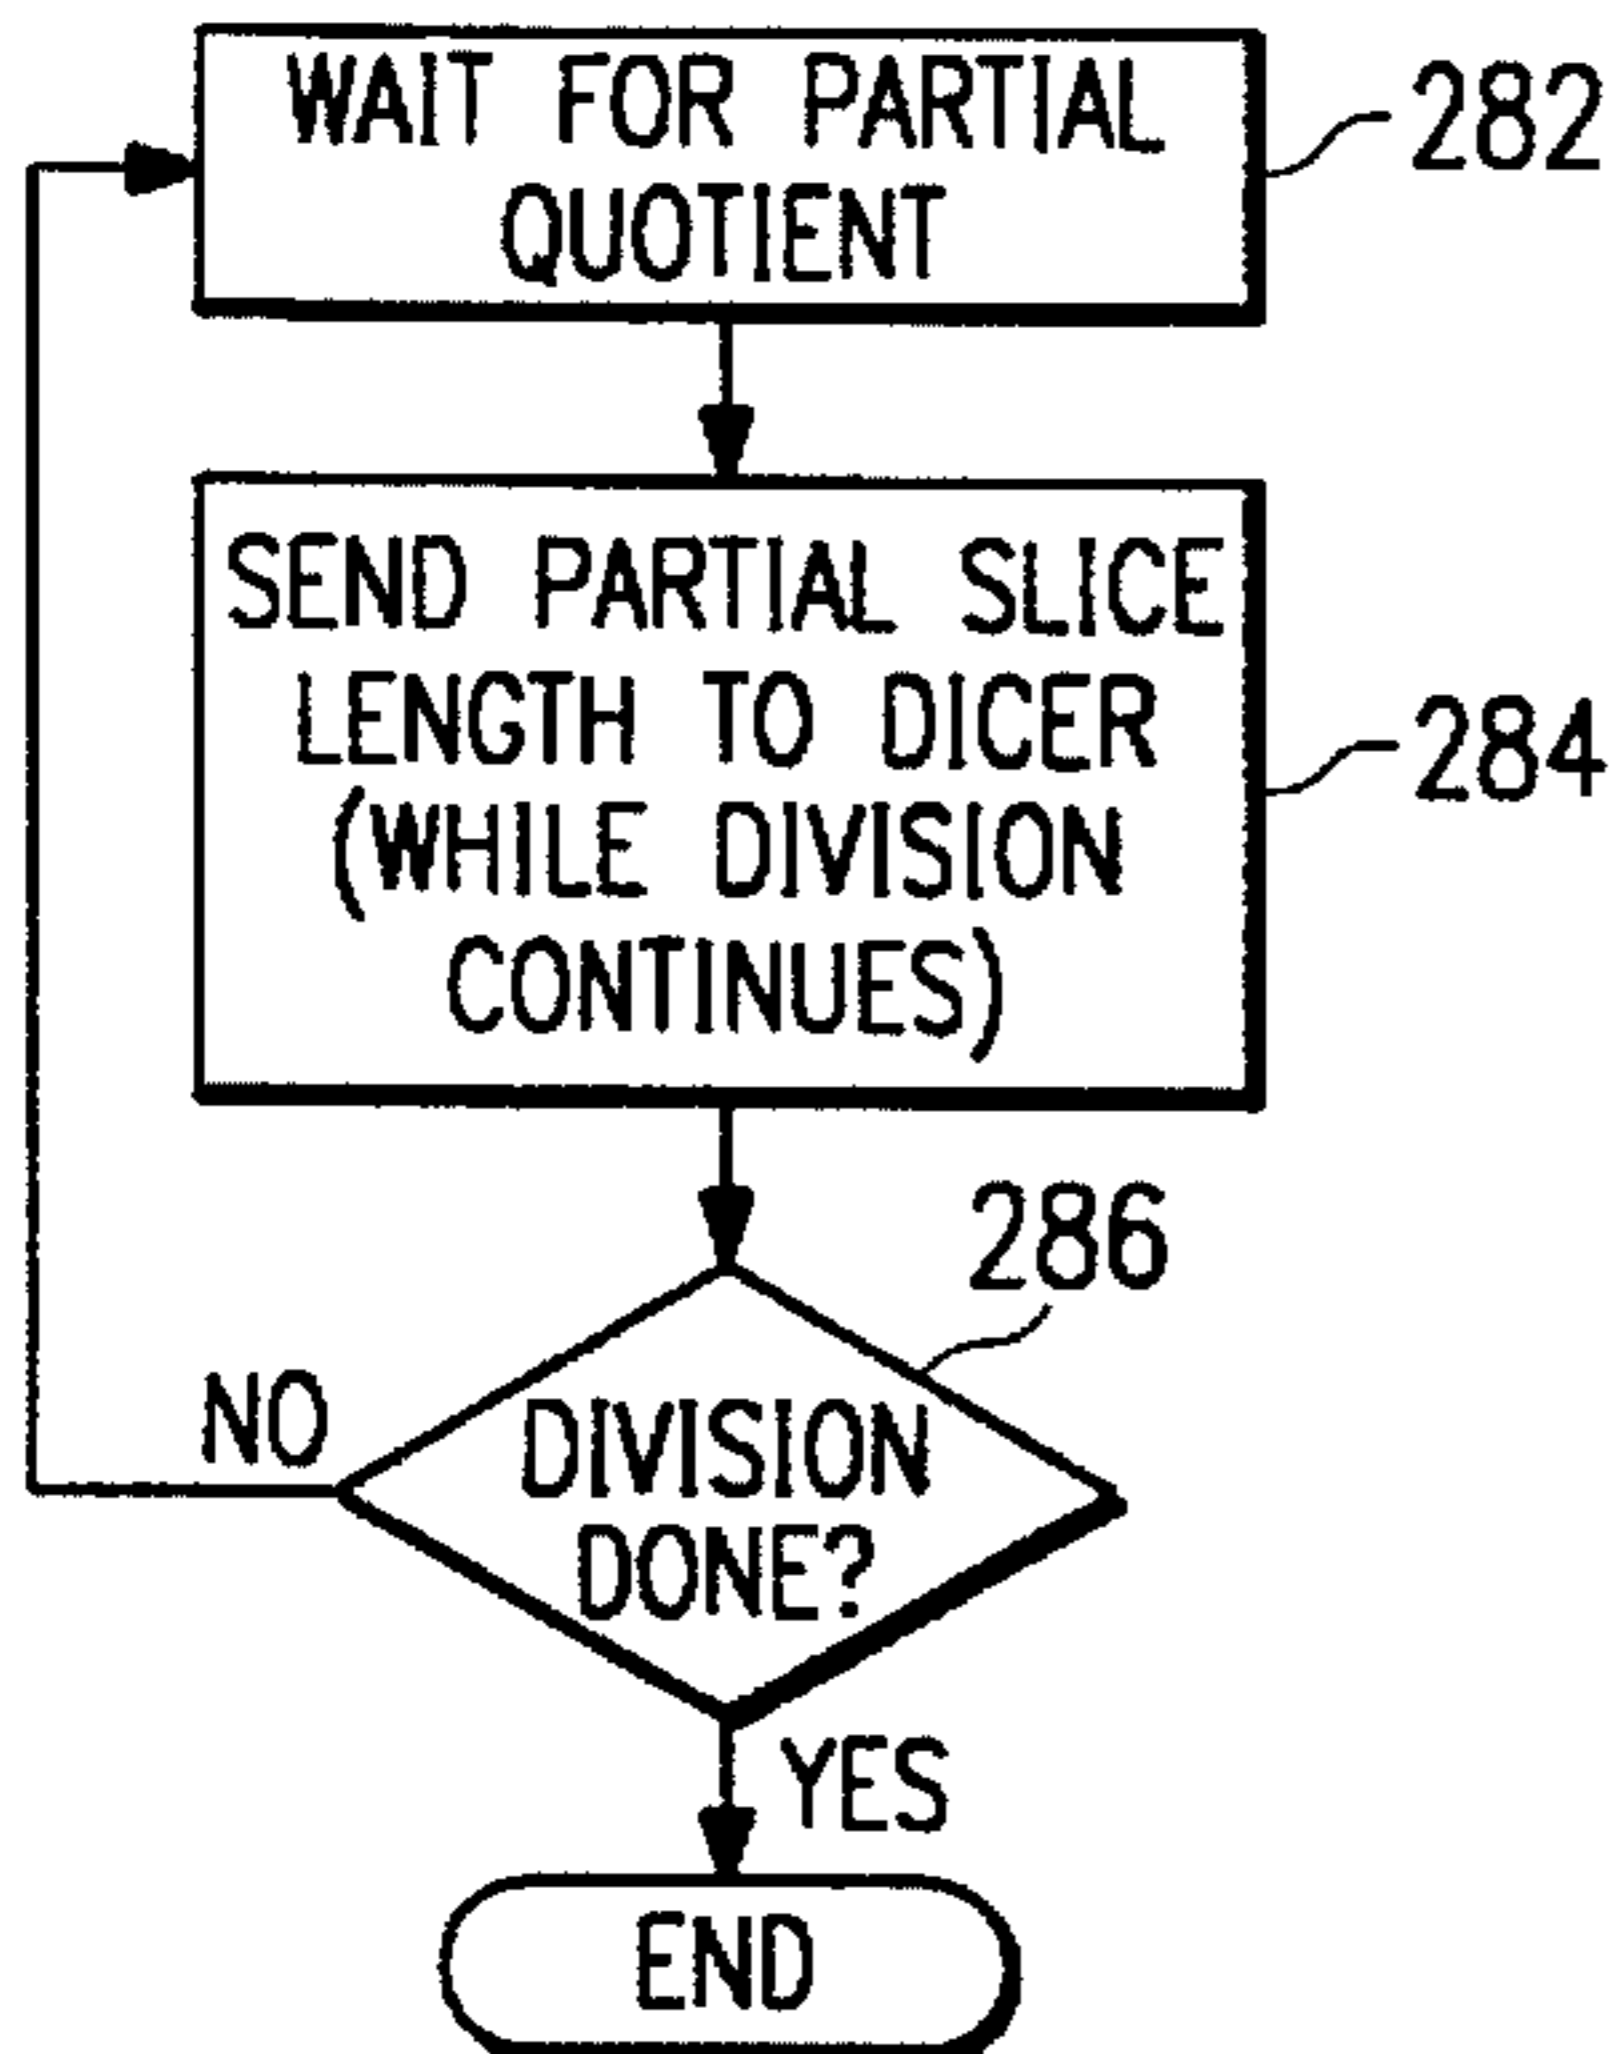 WAIT FOR PARTIAL
QUOTIENT
282
SEND PARTIAL SLICE
LENGTH TO DICER
(WHILE DIVISION
CONTINUES)
284
286
NO
DIVISION
DONE?
YES
END